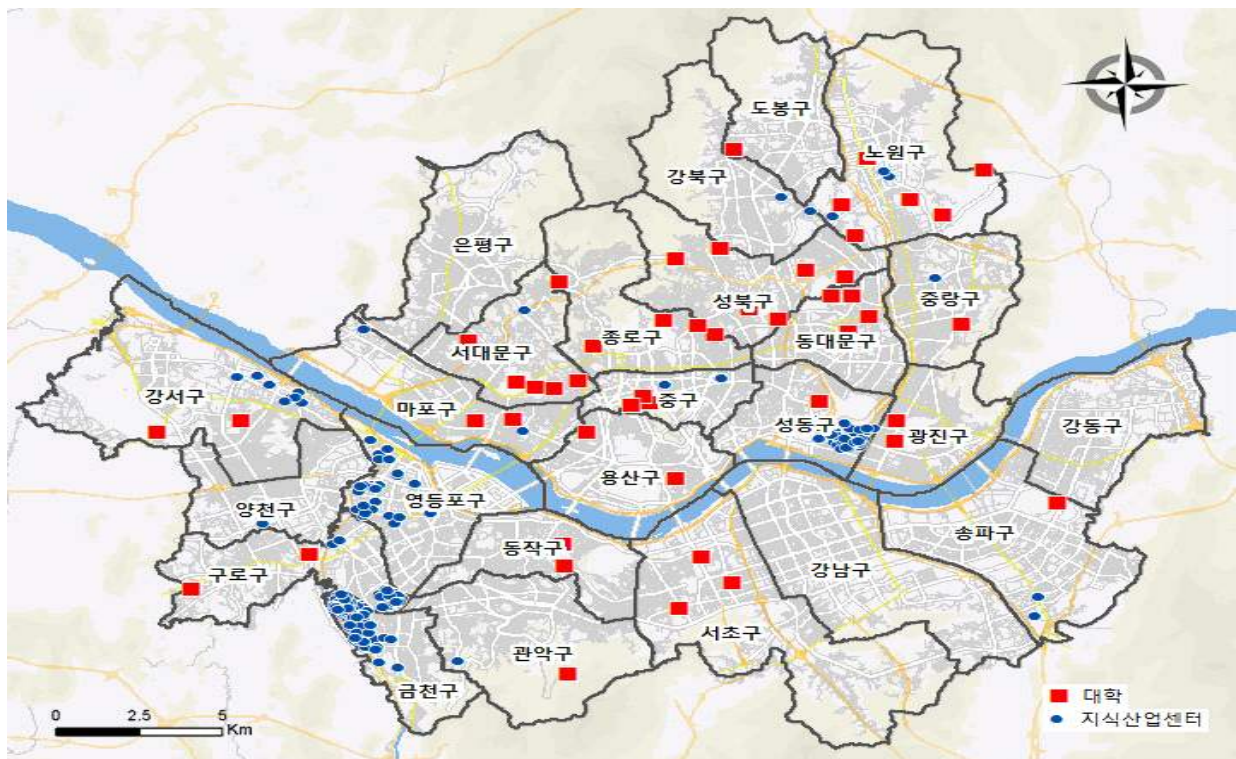 도봉구
노원구
강북구
은평구
성북구
중랑구
종로구
서대문구
동대문구
강서구
마포구
중구
성동구
광진구
강동구
용산구
양천구
영등포구
송파구
동작구
구로구
강남구
서초구
관악구
금천구
대학
지식산업센터
0 2.5 5
Km